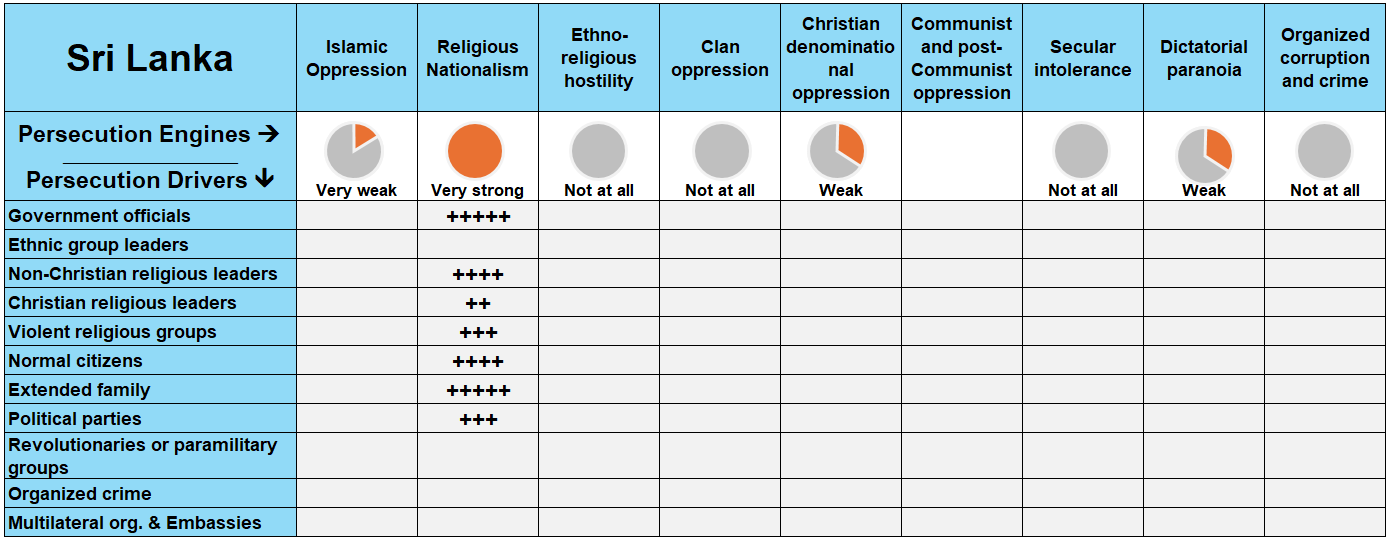 Sri Lanka
Islamic
Oppression
Religious
Nationalism
Ethno-
religious
hostility
Clan
oppression
Christian
denominatio
nal
oppression
Communist
and post-
Communist
oppression
Secular
intolerance
Dictatorial
paranoia
Organized
corruption
and crime
Persecution Engines →
Persecution Drivers ↓
Very weak
Very strong
Not at all
Not at all
Weak
Not at all
Weak
Not at all
Government officials +++++
Ethnic group leaders
Non-Christian religious leaders ++++
Christian religious leaders ++
Violent religious groups +++
Normal citizens ++++
Extended family +++++
Political parties +++
Revolutionaries or paramilitary
groups
Organized crime
Multilateral org. & Embassies